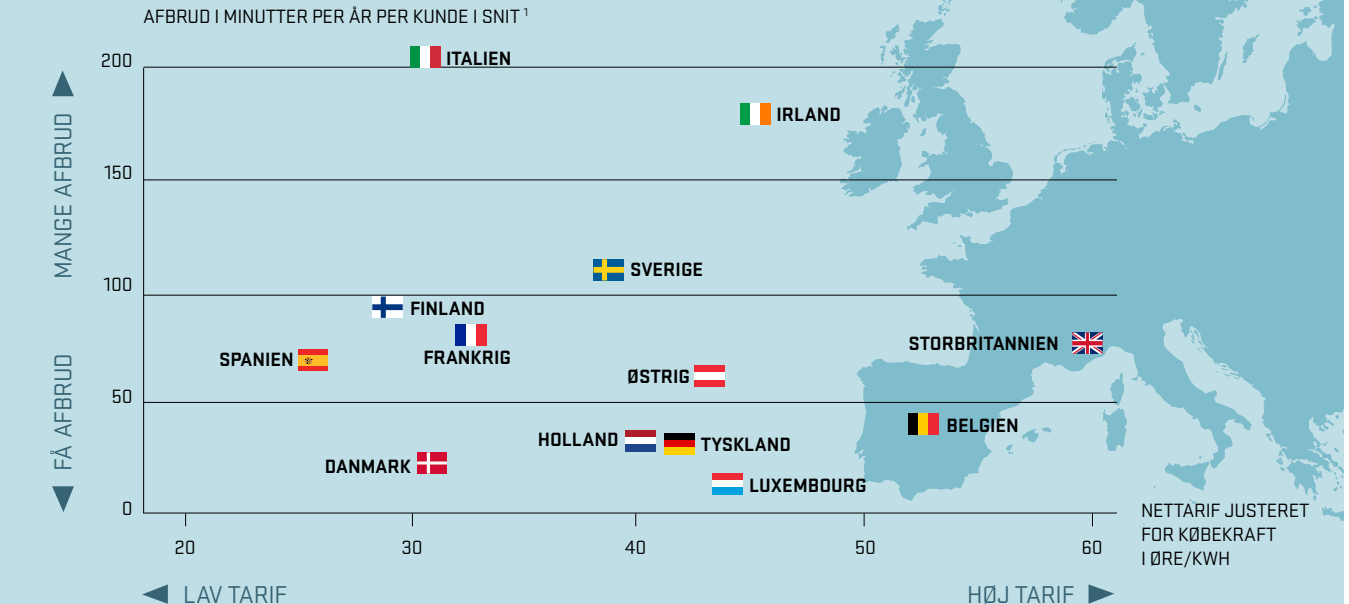 AFBRUD I MINUTTER PER ÅR PER KUNDE I SNIT ¹
200
ITALIEN
IRLAND
150
MANGE AFBRUD
SVERIGE
100
FINLAND
STORBRITANNIEN
FRANKRIG
SPANIEN
ØSTRIG
50
FÅ AFBRUD
BELGIEN
HOLLAND
TYSKLAND
DANMARK
LUXEMBOURG
0
NETTARIF JUSTERET
FOR KØBEKRAFT
I ØRE/KWH
20
30
40
50
60
LAV TARIF
HØJ TARIF